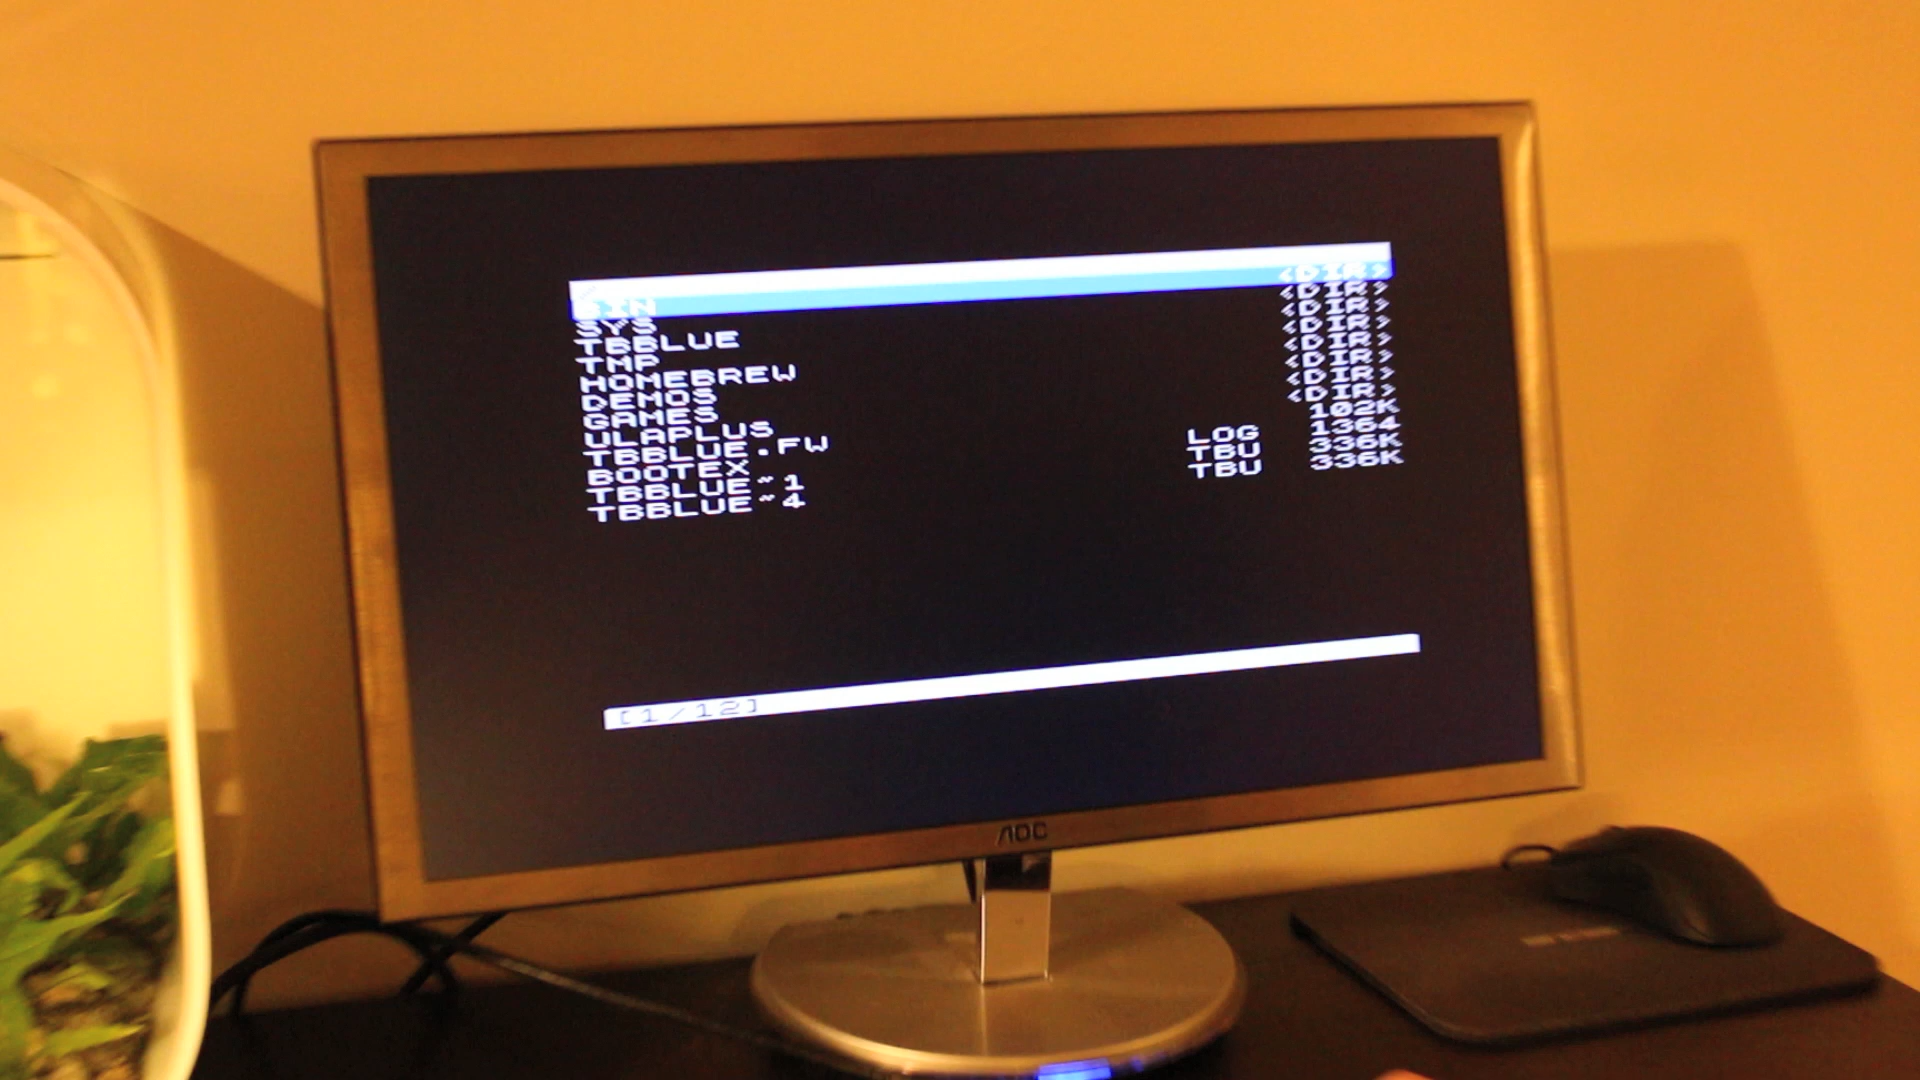 /
BIN <DIR>
SYS <DIR>
TBBLUE <DIR>
TMP <DIR>
HOMEBREW <DIR>
DEMOS <DIR>
GAMES <DIR>
ULAPLUS <DIR>
TBBLUE.FW 102K
BOOTEX LOG 1364
TBBLUE~1 TBU 336K
TBBLUE~4 TBU 336K
[1/12]
AOC